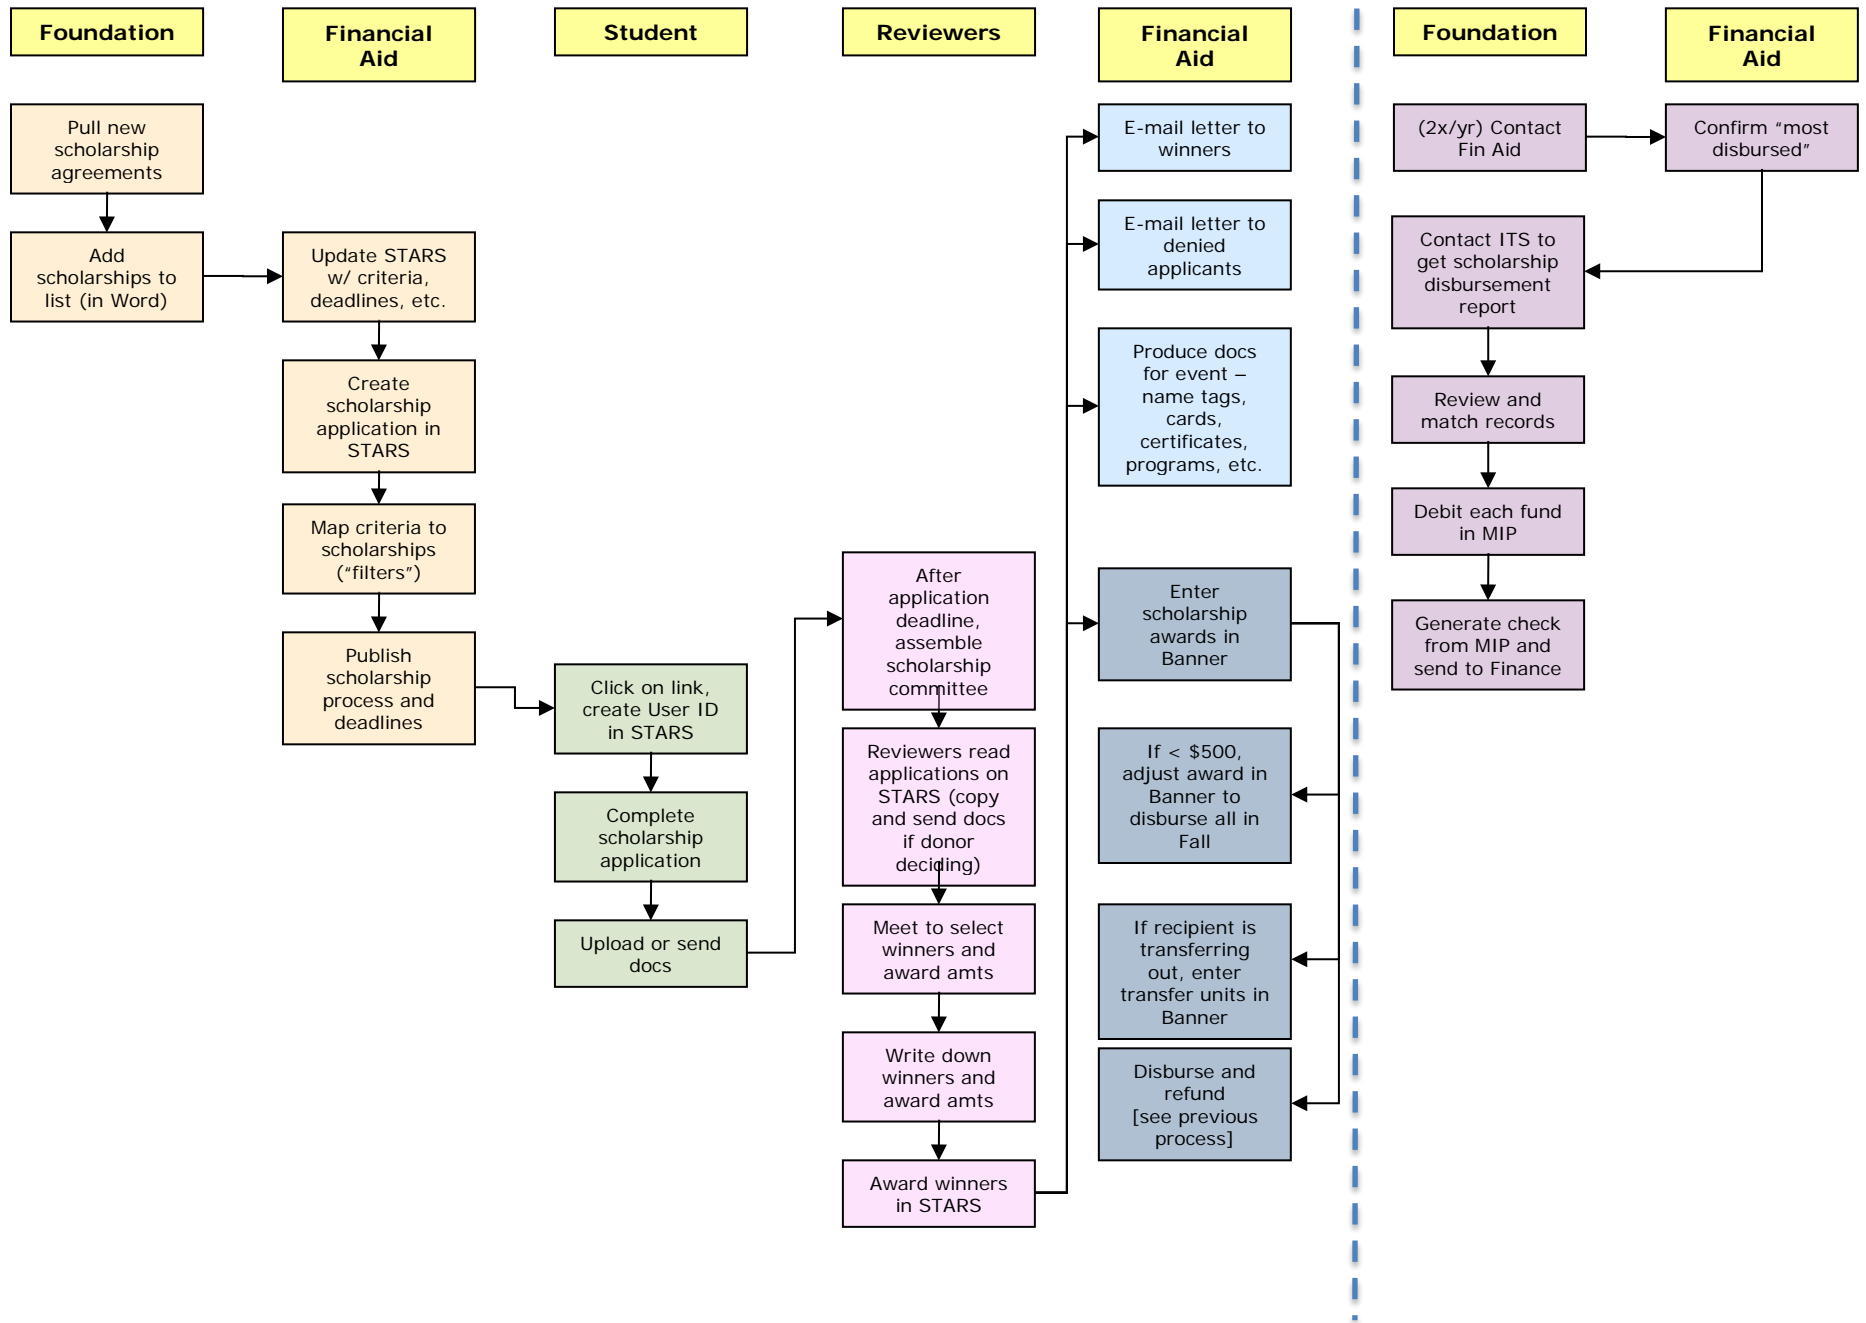 Foundation
Financial
Aid
Student
Reviewers
Financial
Aid
Foundation
Financial
Aid
Pull new
scholarship
agreements
Add
scholarships to
list (in Word)
Update STARS
w/ criteria,
deadlines, etc.
Create
scholarship
application in
STARS
Map criteria to
scholarships
(“filters”)
Publish
scholarship
process and
deadlines
Click on link,
create User ID
in STARS
Complete
scholarship
application
Upload or send
docs
After
application
deadline,
assemble
scholarship
committee
Reviewers read
applications on
STARS (copy
and send docs
if donor
deciding)
Meet to select
winners and
award amts
Write down
winners and
award amts
Award winners
in STARS
E-mail letter to
winners
E-mail letter to
denied
applicants
Produce docs
for event –
name tags,
cards,
certificates,
programs, etc.
Enter
scholarship
awards in
Banner
If < $500,
adjust award in
Banner to
disburse all in
Fall
If recipient is
transferring
out, enter
transfer units in
Banner
Disburse and
refund
[see previous
process]
(2x/yr) Contact
Fin Aid
Confirm “most
disbursed”
Contact ITS to
get scholarship
disbursement
report
Review and
match records
Debit each fund
in MIP
Generate check
from MIP and
send to Finance